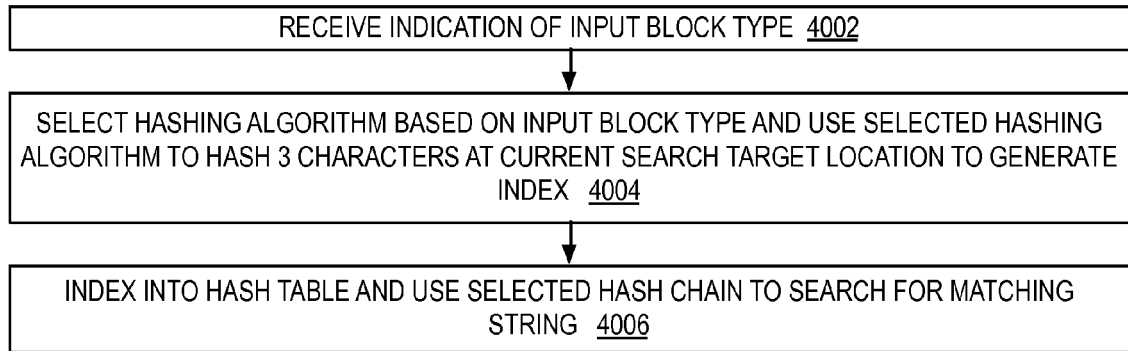 RECEIVE INDICATION OF INPUT BLOCK TYPE 4002
SELECT HASHING ALGORITHM BASED ON INPUT BLOCK TYPE AND USE SELECTED HASHING
ALGORITHM TO HASH 3 CHARACTERS AT CURRENT SEARCH TARGET LOCATION TO GENERATE
INDEX 4004
INDEX INTO HASH TABLE AND USE SELECTED HASH CHAIN TO SEARCH FOR MATCHING
STRING 4006